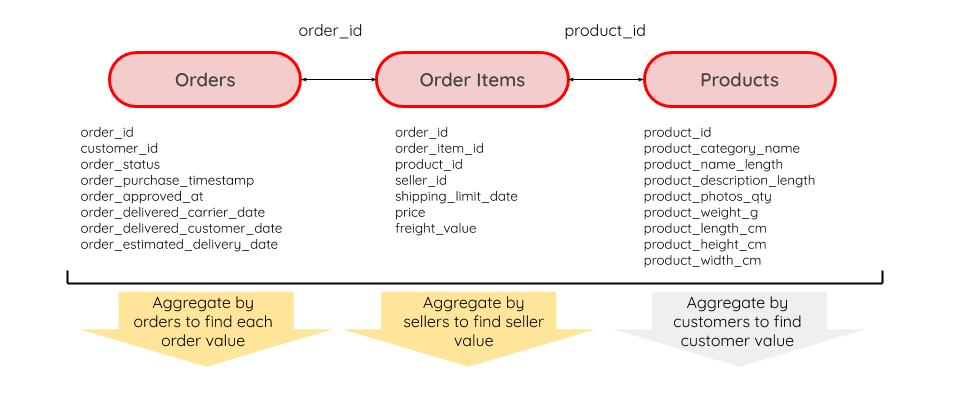 order_id
product_id
Orders
Order Items
Products
order_id
customer_id
order_status
order_purchase_timestamp
order_approved_at
order_delivered_carrier_date
order_delivered_customer_date
order_estimated_delivery_date
order_id
order_item_id
product_id
seller_id
shipping_limit_date
price
freight_value
product_id
product_category_name
product_name_length
product_description_length
product_photos_qty
product_weight_g
product_length_cm
product_height_cm
product_width_cm
Aggregate by
orders to find each
order value
Aggregate by
sellers to find seller
value
Aggregate by
customers to find
customer value